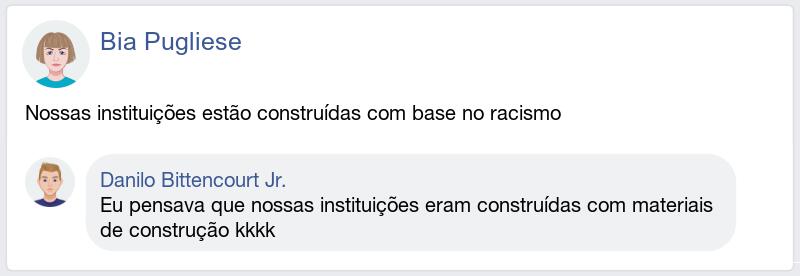 Bia Pugliese
Nossas instituições estão construídas com base no racismo
Danilo Bittencourt Jr.
Eu pensava que nossas instituições eram construídas com materiais
de construção kkkk